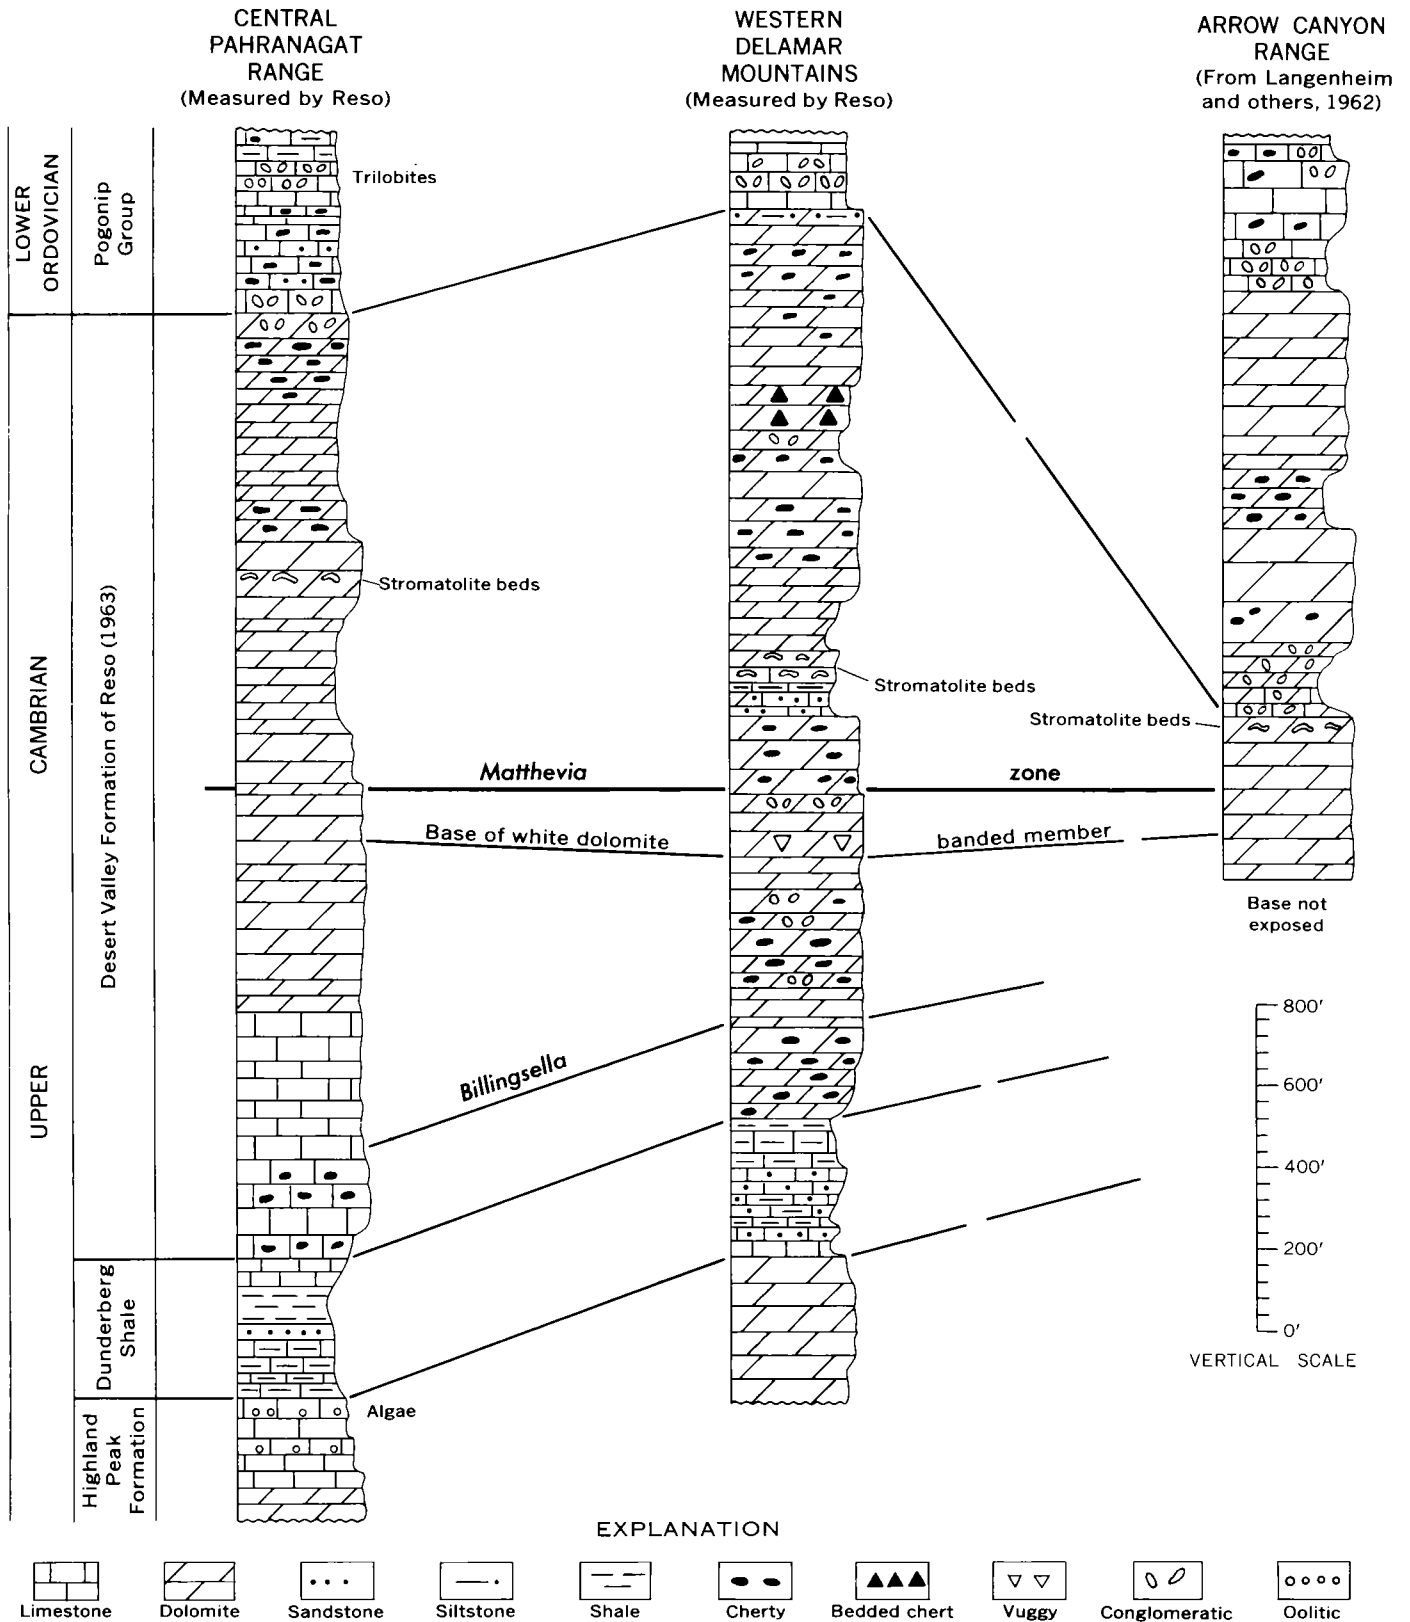 CENTRAL
PAHRANAGAT
RANGE
(Measured by Reso)
WESTERN
DELAMAR
MOUNTAINS
(Measured by Reso)
ARROW CANYON
RANGE
(From Langenheim
and others, 1962)
LOWER
ORDOVICIAN
Pogonip
Group
Trilobites
UPPER CAMBRIAN
Desert Valley Formation of Reso (1963)
Stromatolite beds
Stromatolite beds
Stromatolite beds
Matthevia zone
Base of white dolomite banded member
Base not
exposed
Billingsella
Dunderberg
Shale
Highland
Peak
Formation
Algae
800'
600'
400'
200'
0'
VERTICAL SCALE
EXPLANATION
Limestone
Dolomite
Sandstone
Siltstone
Shale
Cherty
Bedded chert
Vuggy
Conglomeratic
Oolitic